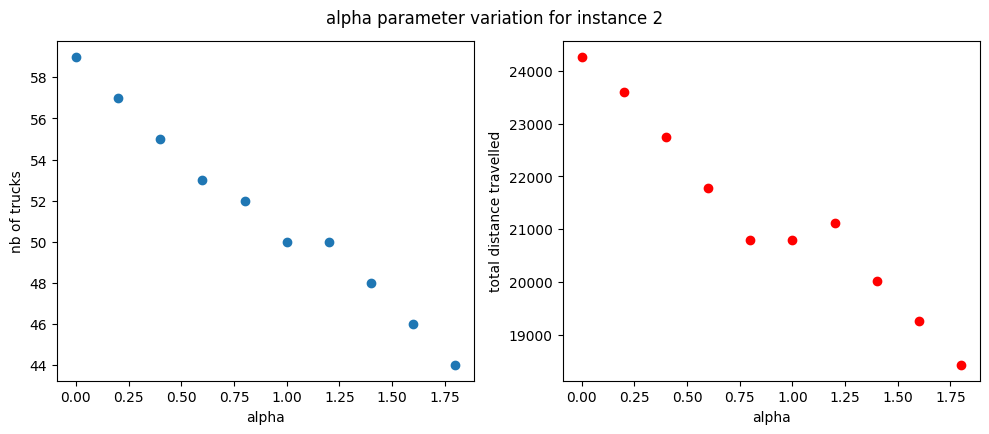 alpha parameter variation for instance 2
nb of trucks
58
56
54
52
50
48
46
44
0.00 0.25 0.50 0.75 1.00 1.25 1.50 1.75
alpha
total distance travelled
24000
23000
22000
21000
20000
19000
0.00 0.25 0.50 0.75 1.00 1.25 1.50 1.75
alpha